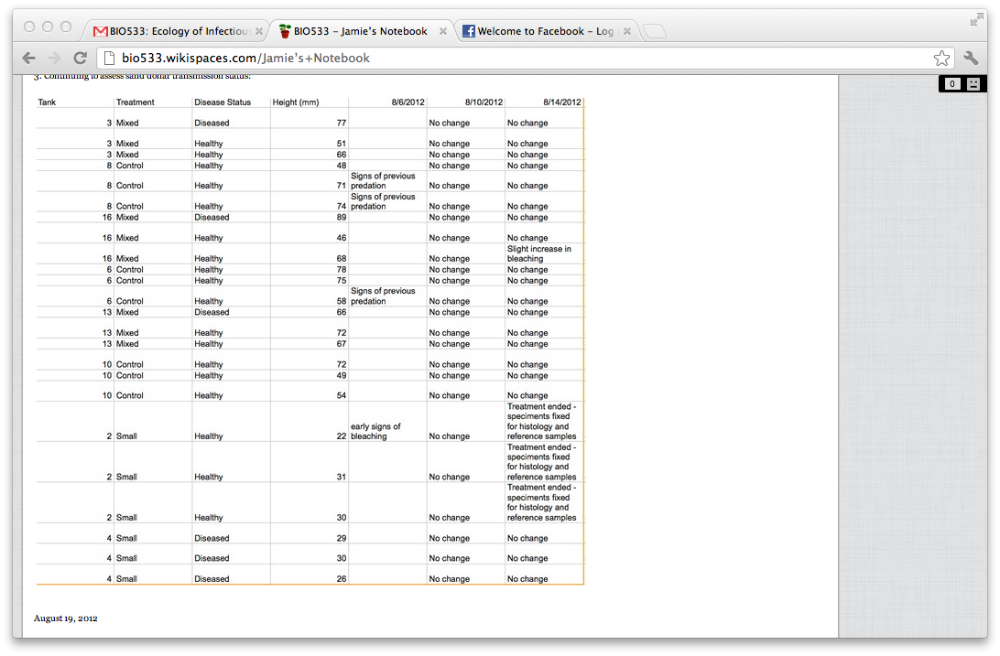 BIO533: Ecology of Infectious
BIO533 – Jamie's Notebook
Welcome to Facebook – Log
bio533.wikispaces.com/Jamie's+Notebook
0
3. Continuing to assess sand dollar transmission status:
Tank Treatment Disease Status Height (mm) 8/6/2012 8/10/2012 8/14/2012
3 Mixed Diseased 77 No change No change
3 Mixed Healthy 51 No change No change
3 Mixed Healthy 66 No change No change
8 Control Healthy 48 No change No change
Signs of previous
8 Control Healthy 71 predation No change No change
Signs of previous
8 Control Healthy 74 predation No change No change
16 Mixed Diseased 89 No change No change
16 Mixed Healthy 46 No change No change
Slight increase in
16 Mixed Healthy 68 No change bleaching
6 Control Healthy 78 No change No change
6 Control Healthy 75 No change No change
Signs of previous
6 Control Healthy 58 predation No change No change
13 Mixed Diseased 66 No change No change
13 Mixed Healthy 72 No change No change
13 Mixed Healthy 67 No change No change
10 Control Healthy 72 No change No change
10 Control Healthy 49 No change No change
10 Control Healthy 54 No change No change
Treatment ended -
speciments fixed
early signs of for histology and
2 Small Healthy 22 bleaching No change reference samples
Treatment ended -
speciments fixed
for histology and
2 Small Healthy 31 No change reference samples
Treatment ended -
speciments fixed
for histology and
2 Small Healthy 30 No change reference samples
4 Small Diseased 29 No change No change
4 Small Diseased 30 No change No change
4 Small Diseased 26 No change No change
August 19, 2012